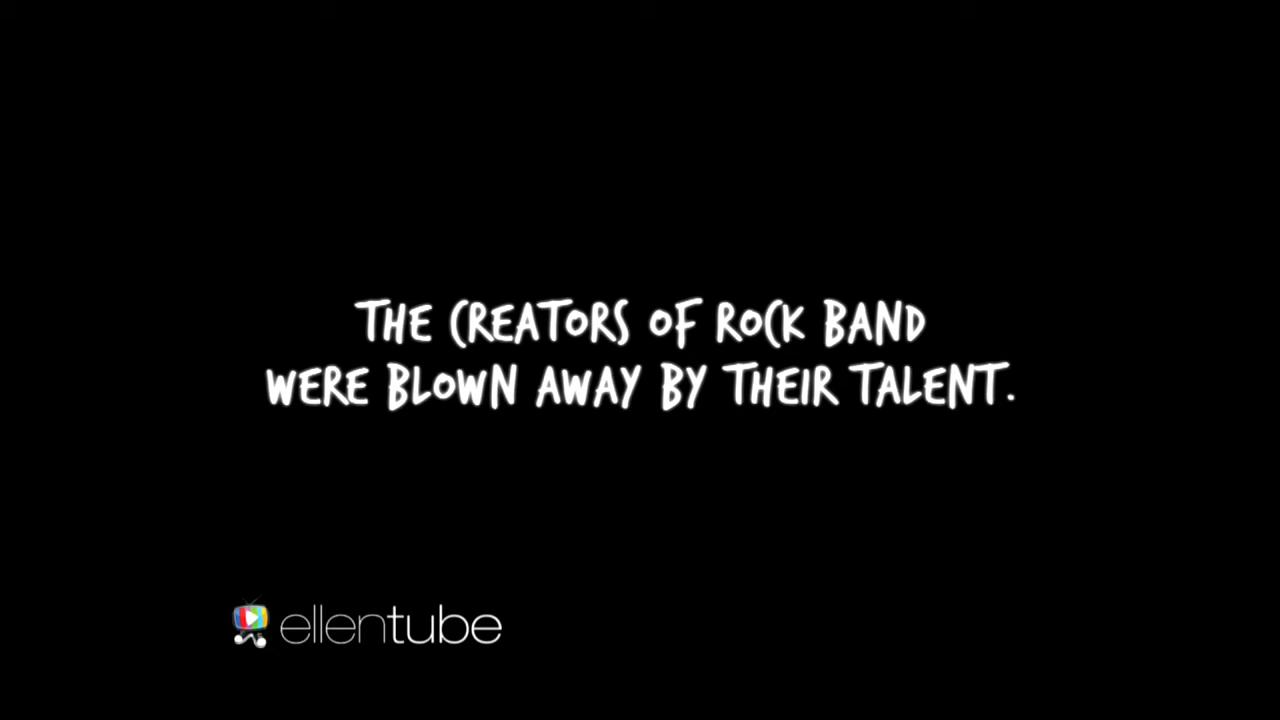 THE CREATORS OF ROCK BAND
WERE BLOWN AWAY BY THEIR TALENT.
ellentube